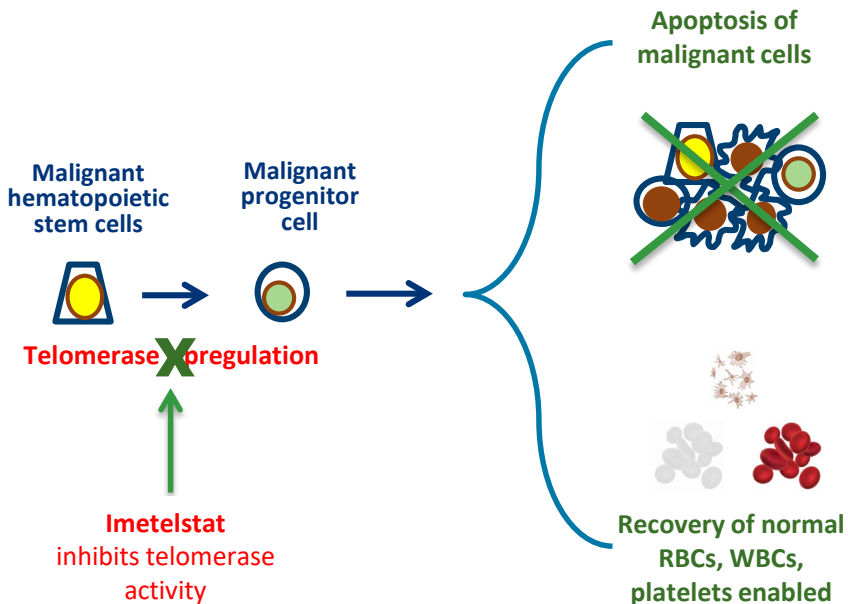 Apoptosis of
malignant cells
Malignant
hematopoietic
stem cells
Malignant
progenitor
cell
Telomerase X pregulation
Imetelstat
inhibits telomerase
activity
Recovery of normal
RBCs, WBCs,
platelets enabled